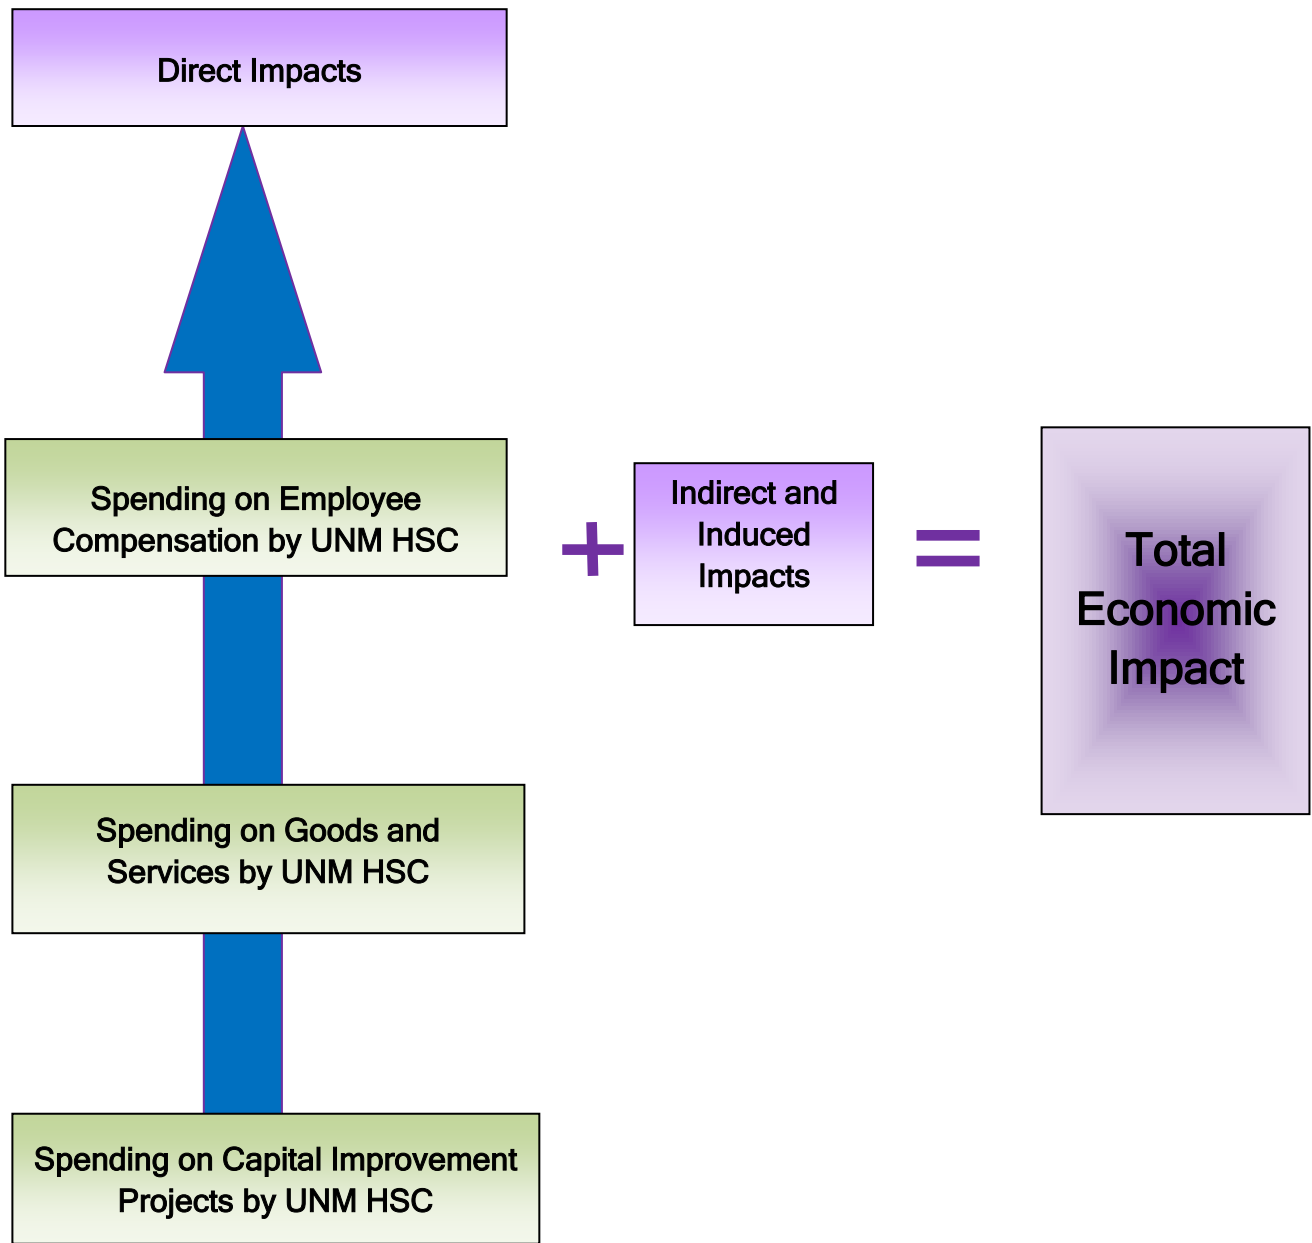 Direct Impacts
Spending on Employee
Compensation by UNM HSC
+
Indirect and
Induced
Impacts
=
Total
Economic
Impact
Spending on Goods and
Services by UNM HSC
Spending on Capital Improvement
Projects by UNM HSC